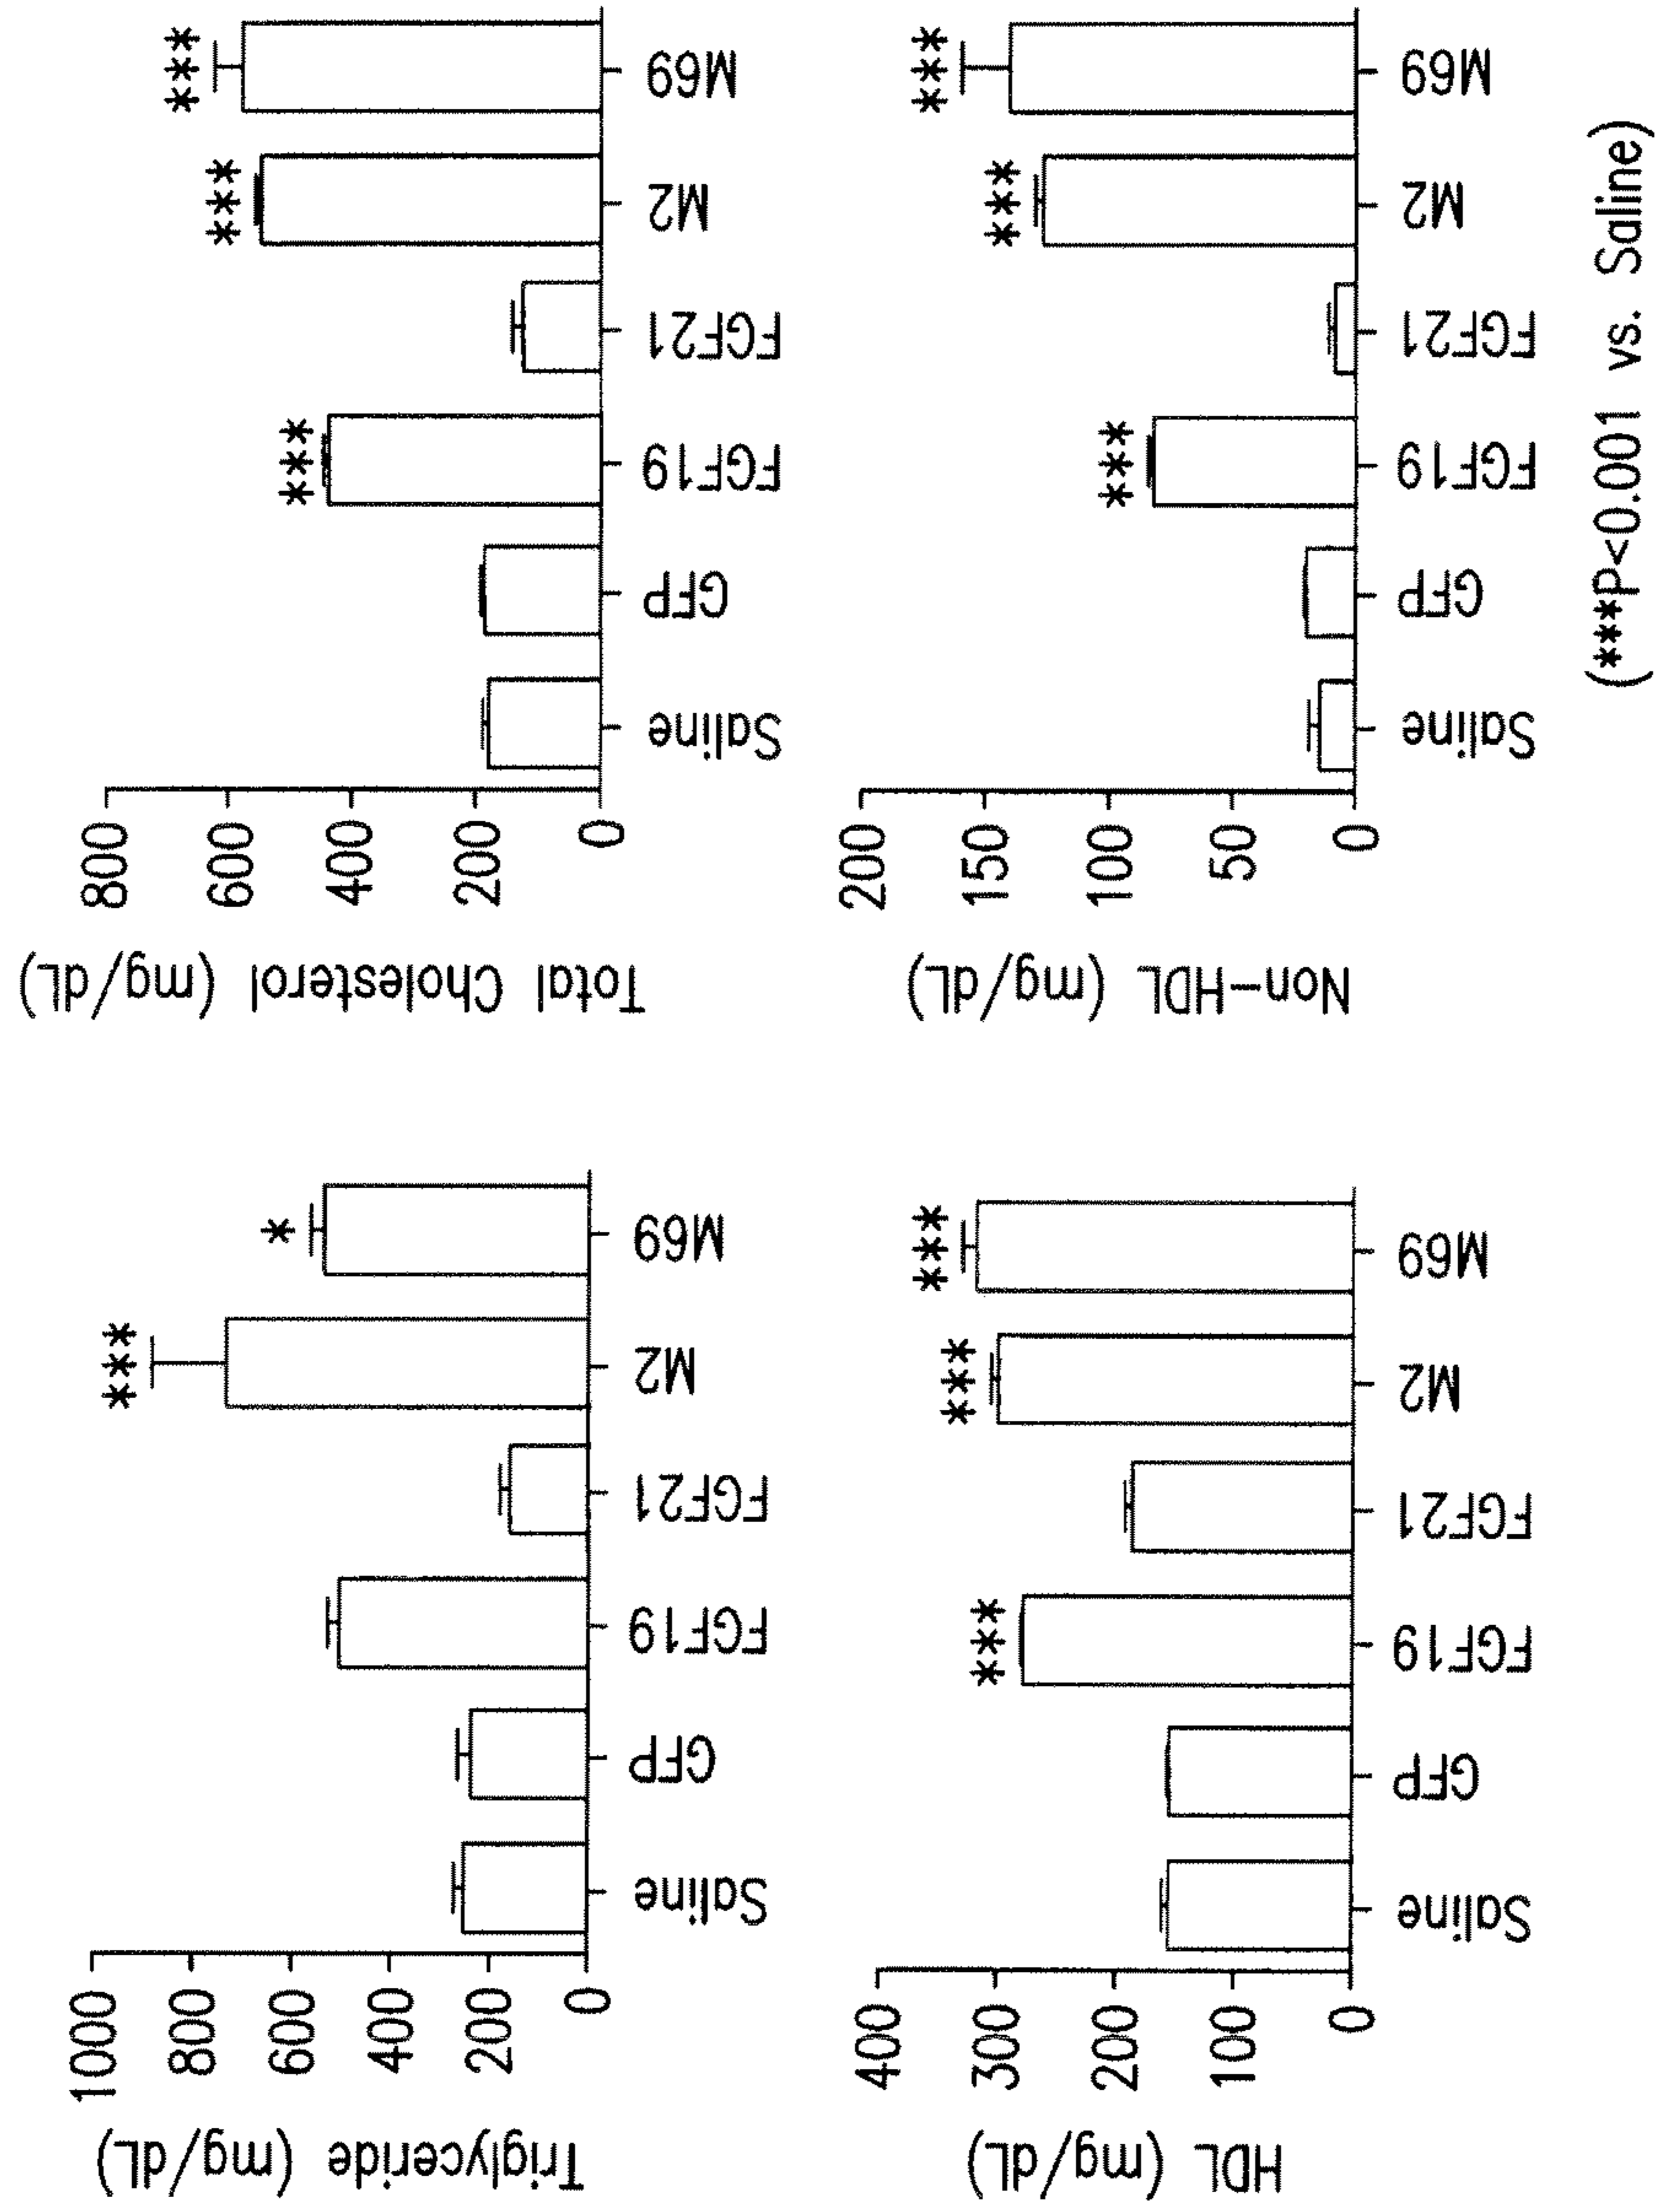 Triglyceride (mg/dL)
1000
800
600
400
200
0
***
*
Saline GFP FGF19 FGF21 M2 M69
Total Cholesterol (mg/dL)
800
600
400
200
0
*** *** ***
Saline GFP FGF19 FGF21 M2 M69
HDL (mg/dL)
400
300
200
100
0
*** *** ***
Saline GFP FGF19 FGF21 M2 M69
Non-HDL (mg/dL)
200
150
100
50
0
*** *** ***
Saline GFP FGF19 FGF21 M2 M69
(***P<0.001 vs. Saline)